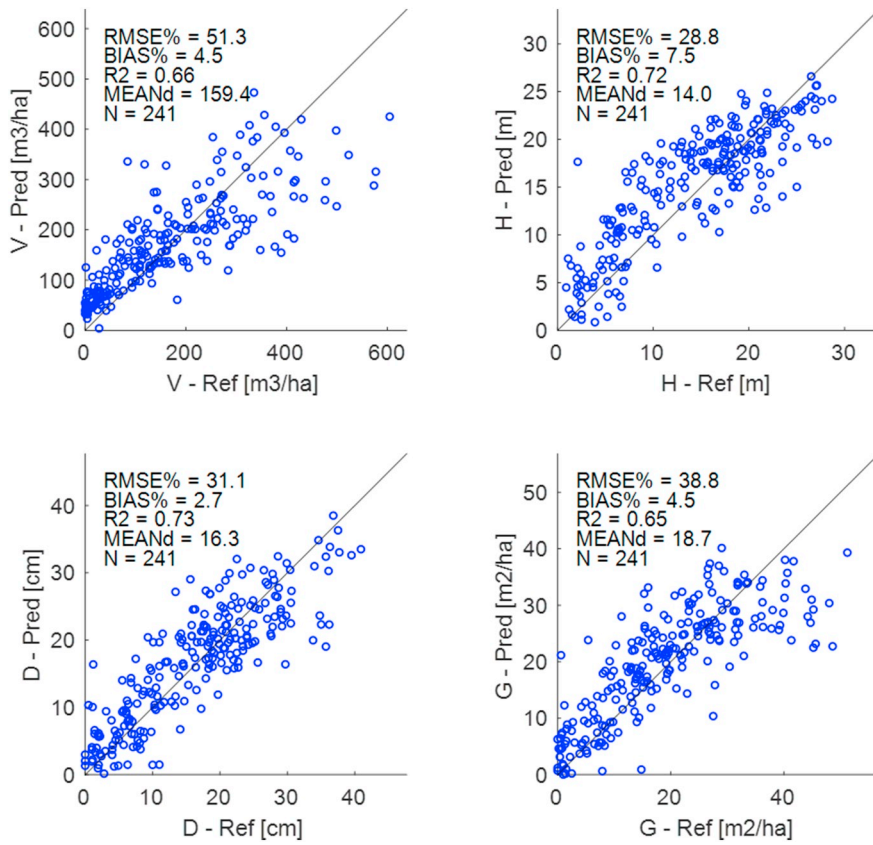 RMSE% = 51.3
BIAS% = 4.5
R2 = 0.66
MEANd = 159.4
N = 241
600
500
400
300
200
100
0
V - Pred [m3/ha]
0 200 400 600
V - Ref [m3/ha]
RMSE% = 28.8
BIAS% = 7.5
R2 = 0.72
MEANd = 14.0
N = 241
30
25
20
15
10
5
0
H - Pred [m]
0 10 20 30
H - Ref [m]
RMSE% = 31.1
BIAS% = 2.7
R2 = 0.73
MEANd = 16.3
N = 241
40
30
20
10
0
D - Pred [cm]
0 10 20 30 40
D - Ref [cm]
RMSE% = 38.8
BIAS% = 4.5
R2 = 0.65
MEANd = 18.7
N = 241
50
40
30
20
10
0
G - Pred [m2/ha]
0 20 40
G - Ref [m2/ha]